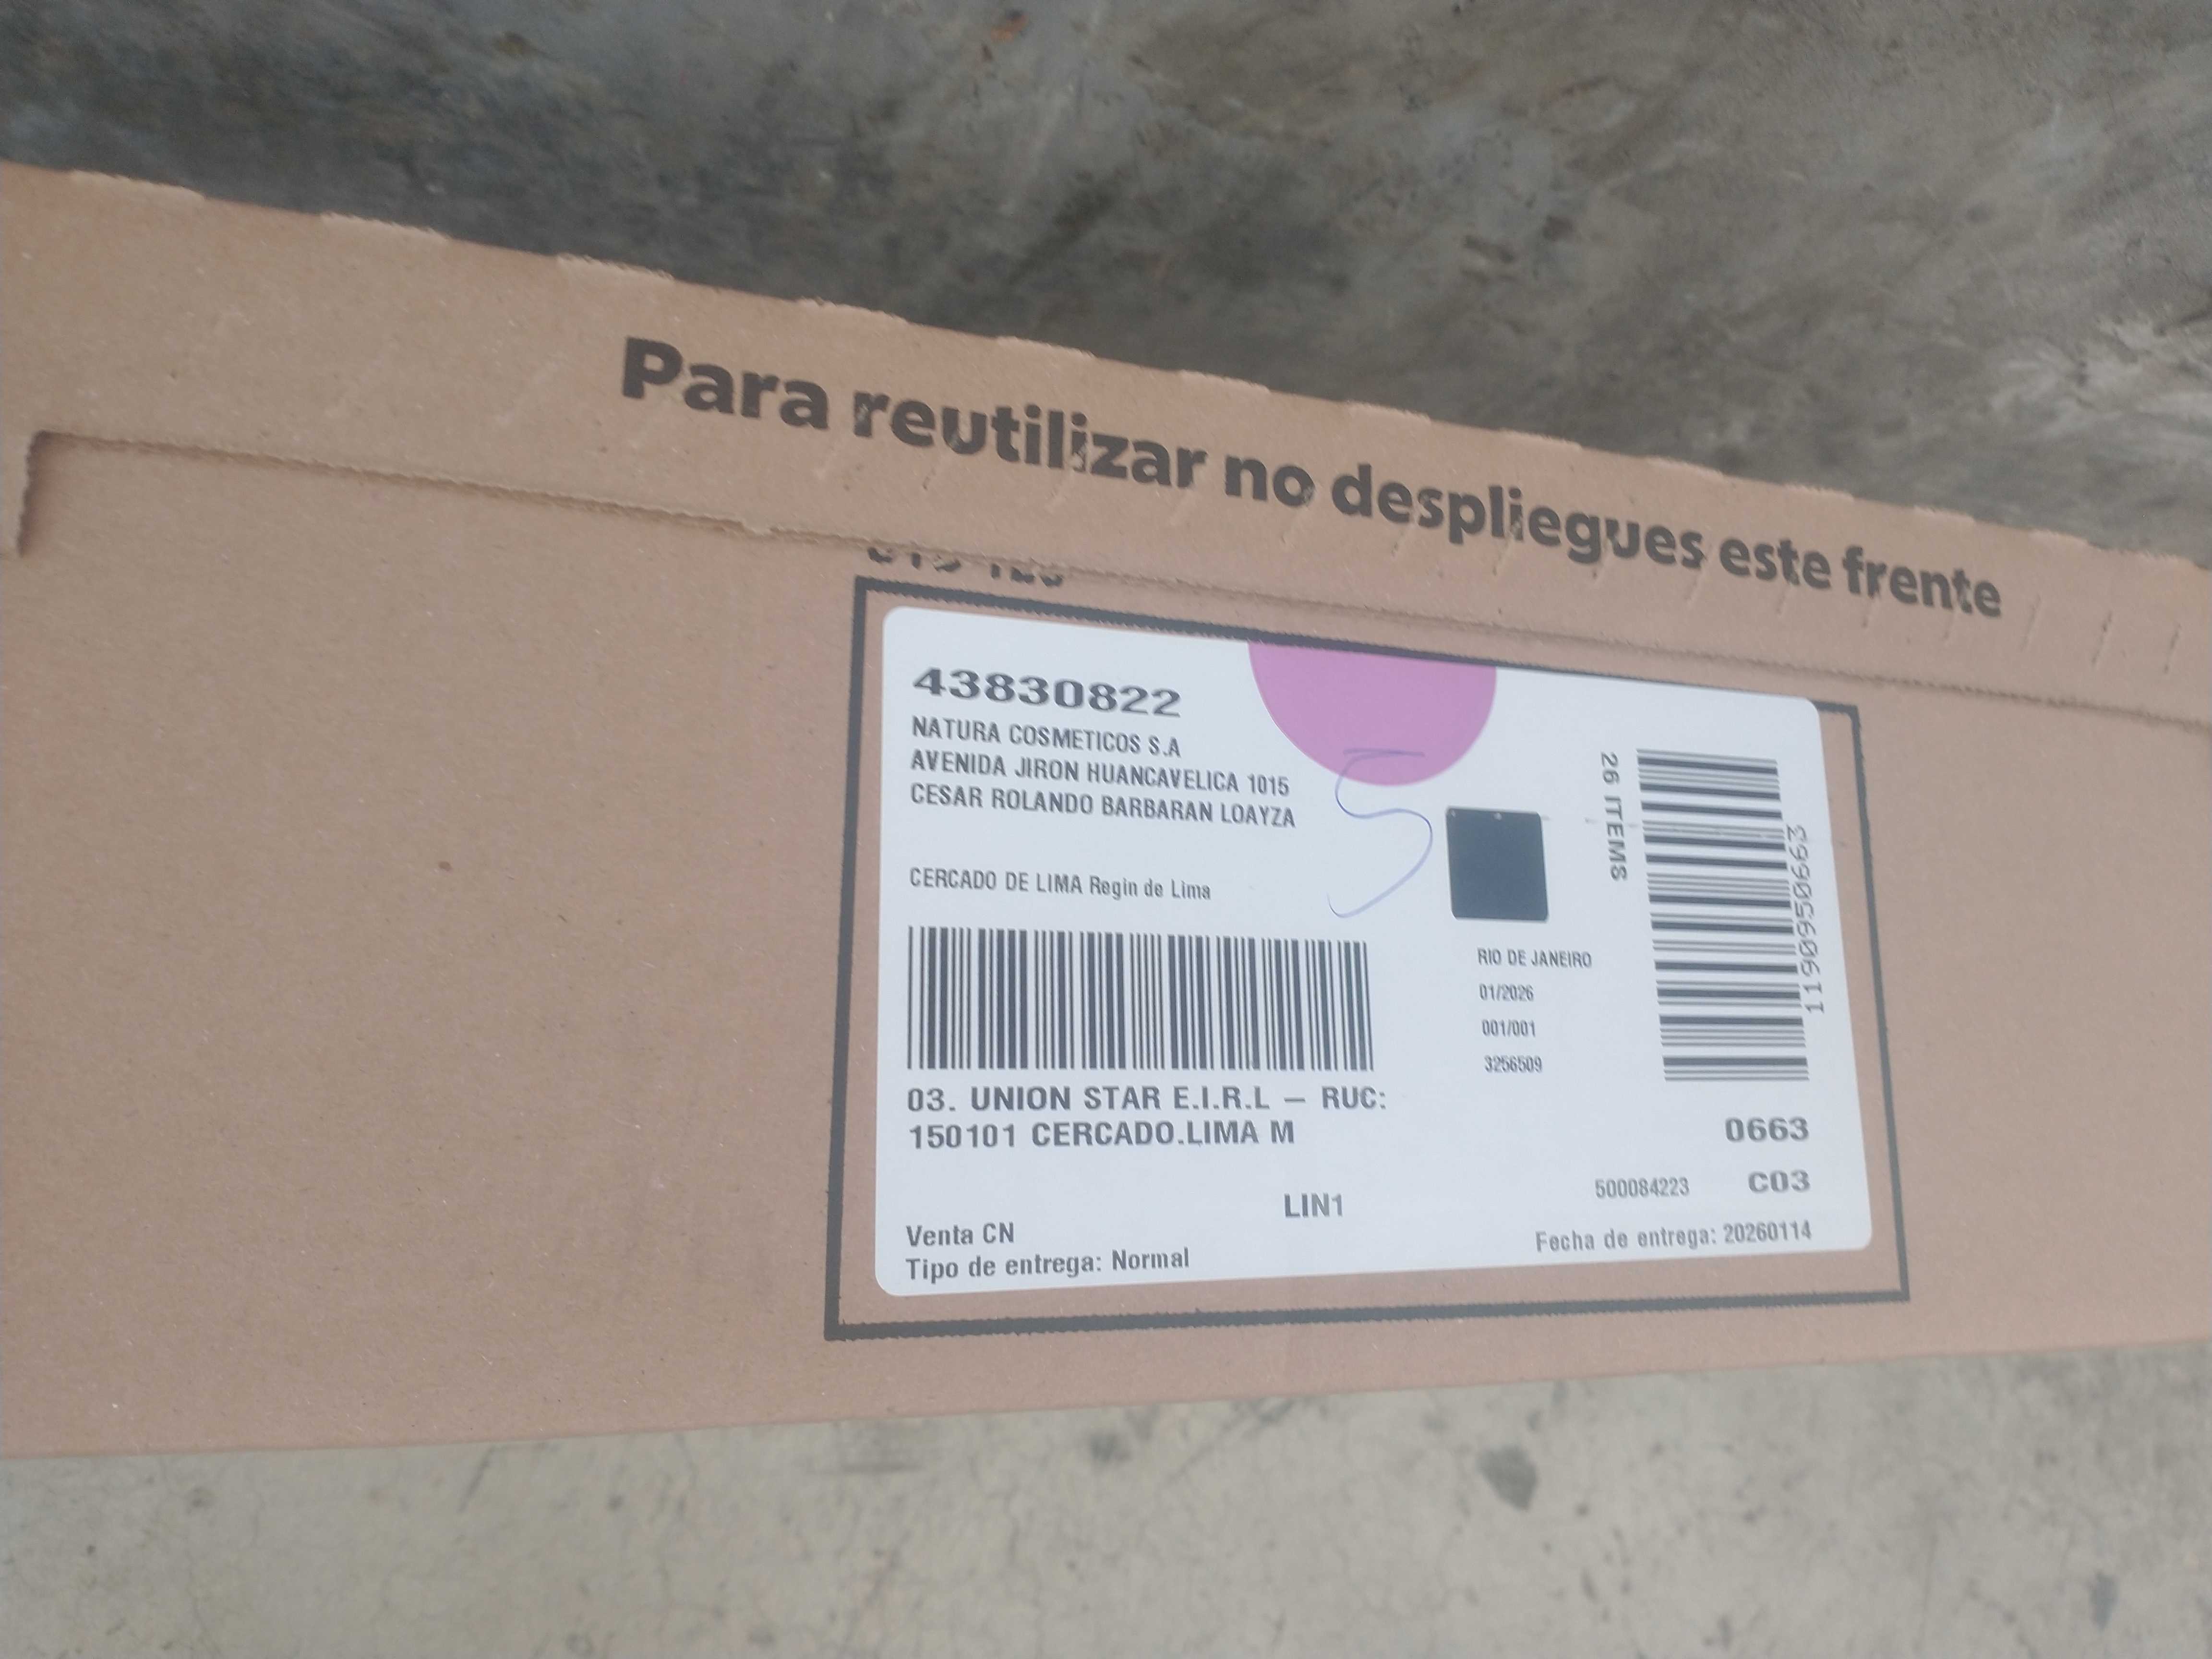 Para reutilizar no despliegues este frente
43830822
NATURA COSMETICOS S.A
AVENIDA JIRON HUANCAVELICA 1015
CESAR ROLANDO BARBARAN LOAYZA
CERCADO DE LIMA Regin de Lima
26 ITEMS
1190950663
RIO DE JANEIRO
01/2026
001/001
3256509
03. UNION STAR E.I.R.L – RUC:
150101 CERCADO.LIMA M
0663
LIN1
500084223 C03
Venta CN
Tipo de entrega: Normal
Fecha de entrega: 20260114